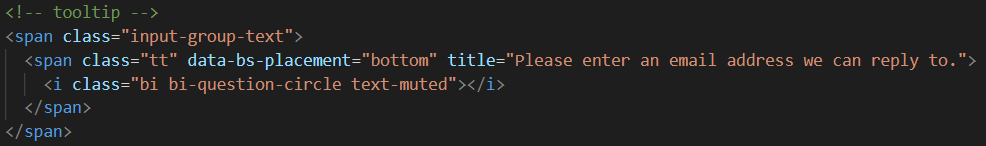 <!-- tooltip -->
<span class="input-group-text">
  <span class="tt" data-bs-placement="bottom" title="Please enter an email address we can reply to.">
    <i class="bi bi-question-circle text-muted"></i>
  </span>
</span>